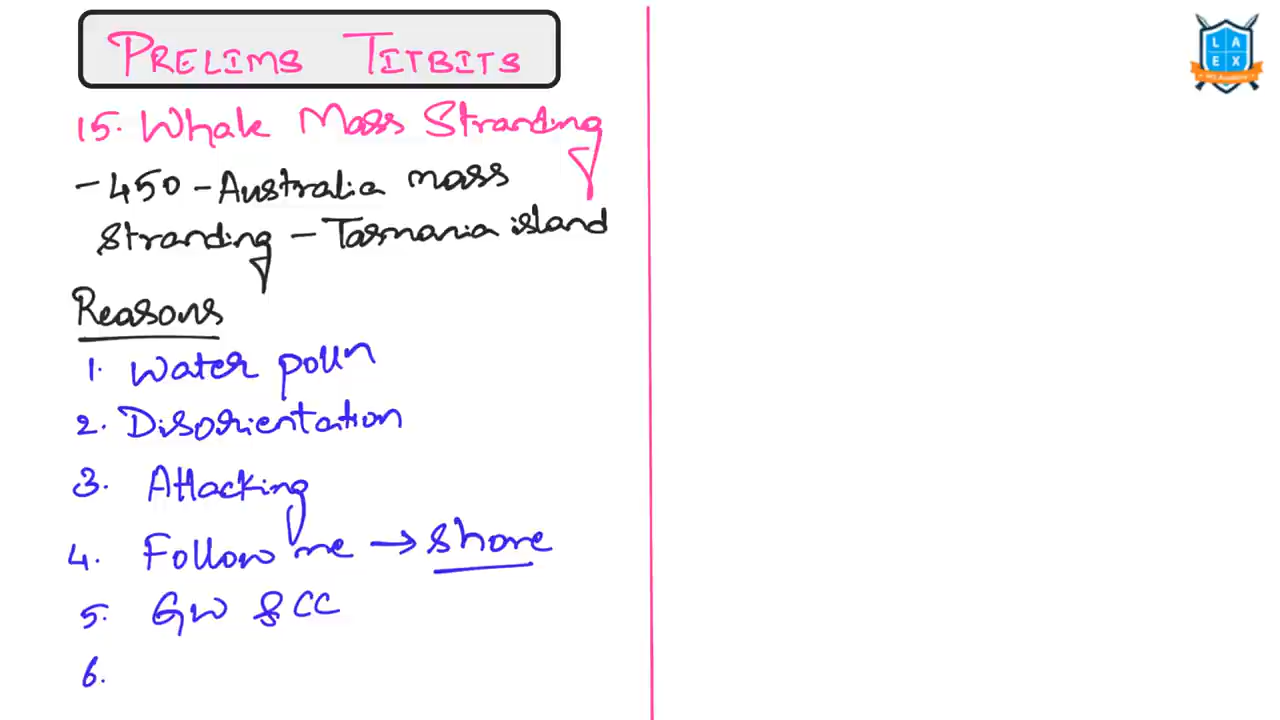 PRELIMS TITBITS
15. Whale Mass Stranding
- 450 - Australia mass
Stranding - Tasmania island
Reasons
1. Water polln
2. Disorientation
3. Attacking
4. Follow me → shore
5. GW & CC
6.
L A
E X